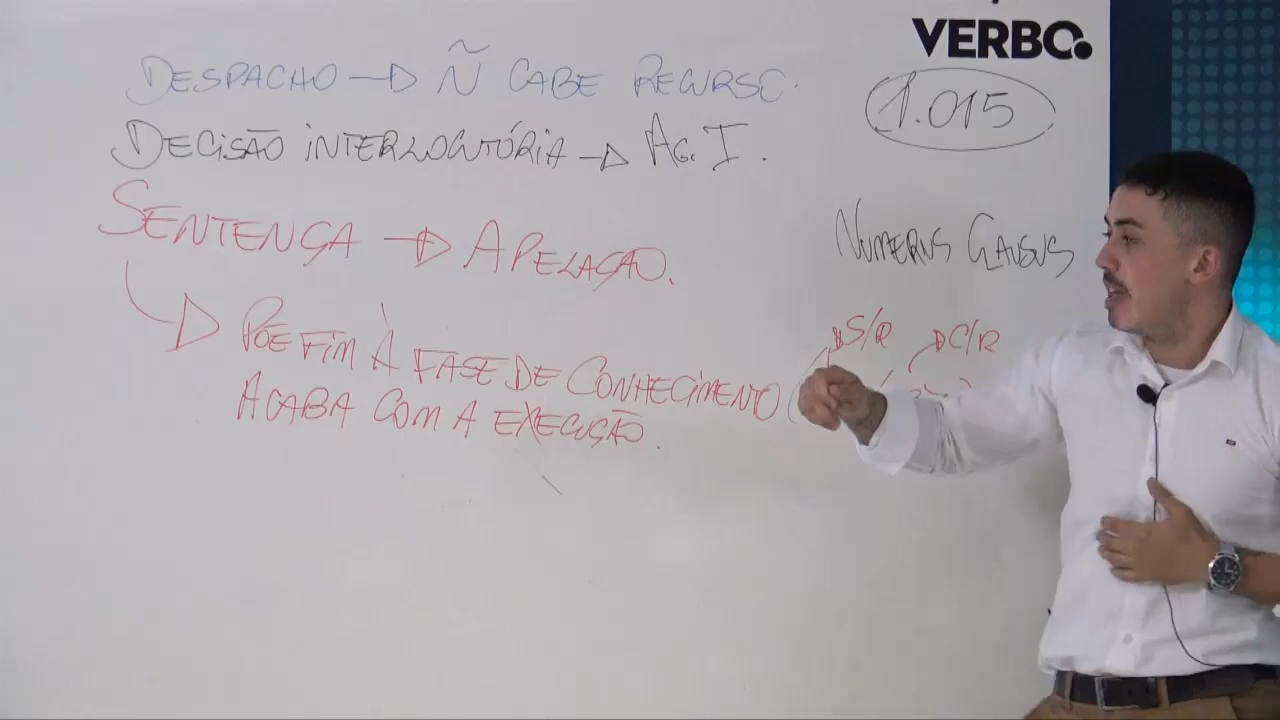 VERBO.
DESPACHO → Ñ CABE RECURSO.
1.015
DECISÃO INTERLOCUTÓRIA → AG. I.
SENTENÇA → APELAÇÃO.
NUMERUS CLAUSUS
→ PÕE FIM À FASE DE CONHECIMENTO (
S/R
C/R
ACABA COM A EXECUÇÃO.